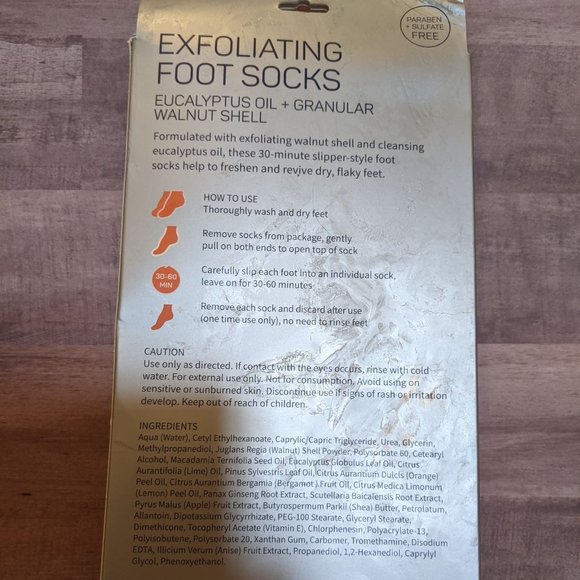 PARABEN
+ SULFATE
FREE
EXFOLIATING
FOOT SOCKS
EUCALYPTUS OIL + GRANULAR
WALNUT SHELL
Formulated with exfoliating walnut shell and cleansing
eucalyptus oil, these 30-minute slipper-style foot
socks help to freshen and revive dry, flaky feet.
HOW TO USE
Thoroughly wash and dry feet
Remove socks from package, gently
pull on both ends to open top of sock
30-60
MIN
Carefully slip each foot into an individual sock,
leave on for 30-60 minutes
Remove each sock and discard after use
(one time use only), no need to rinse feet
CAUTION
Use only as directed. If contact with the eyes occurs, rinse with cold
water. For external use only. Not for consumption. Avoid using on
sensitive or sunburned skin. Discontinue use if signs of rash or irritation
develop. Keep out of reach of children.
INGREDIENTS
Aqua (Water), Cetyl Ethylhexanoate, Caprylic/Capric Triglyceride, Urea, Glycerin,
Methylpropanediol, Juglans Regia (Walnut) Shell Powder, Polysorbate 60, Cetearyl
Alcohol, Macadamia Ternifolia Seed Oil, Eucalyptus Globulus Leaf Oil, Citrus
Aurantifolia (Lime) Oil, Pinus Sylvestris Leaf Oil, Citrus Aurantium Dulcis (Orange)
Peel Oil, Citrus Aurantium Bergamia (Bergamot) Fruit Oil, Citrus Medica Limonum
(Lemon) Peel Oil, Panax Ginseng Root Extract, Scutellaria Baicalensis Root Extract,
Pyrus Malus (Apple) Fruit Extract, Butyrospermum Parkii (Shea) Butter, Petrolatum,
Allantoin, Dipotassium Glycyrrhizate, PEG-100 Stearate, Glyceryl Stearate,
Dimethicone, Tocopheryl Acetate (Vitamin E), Chlorphenesin, Polyacrylate-13,
Polyisobutene, Polysorbate 20, Xanthan Gum, Carbomer, Tromethamine, Disodium
EDTA, Illicium Verum (Anise) Fruit Extract, Propanediol, 1,2-Hexanediol, Caprylyl
Glycol, Phenoxyethanol.